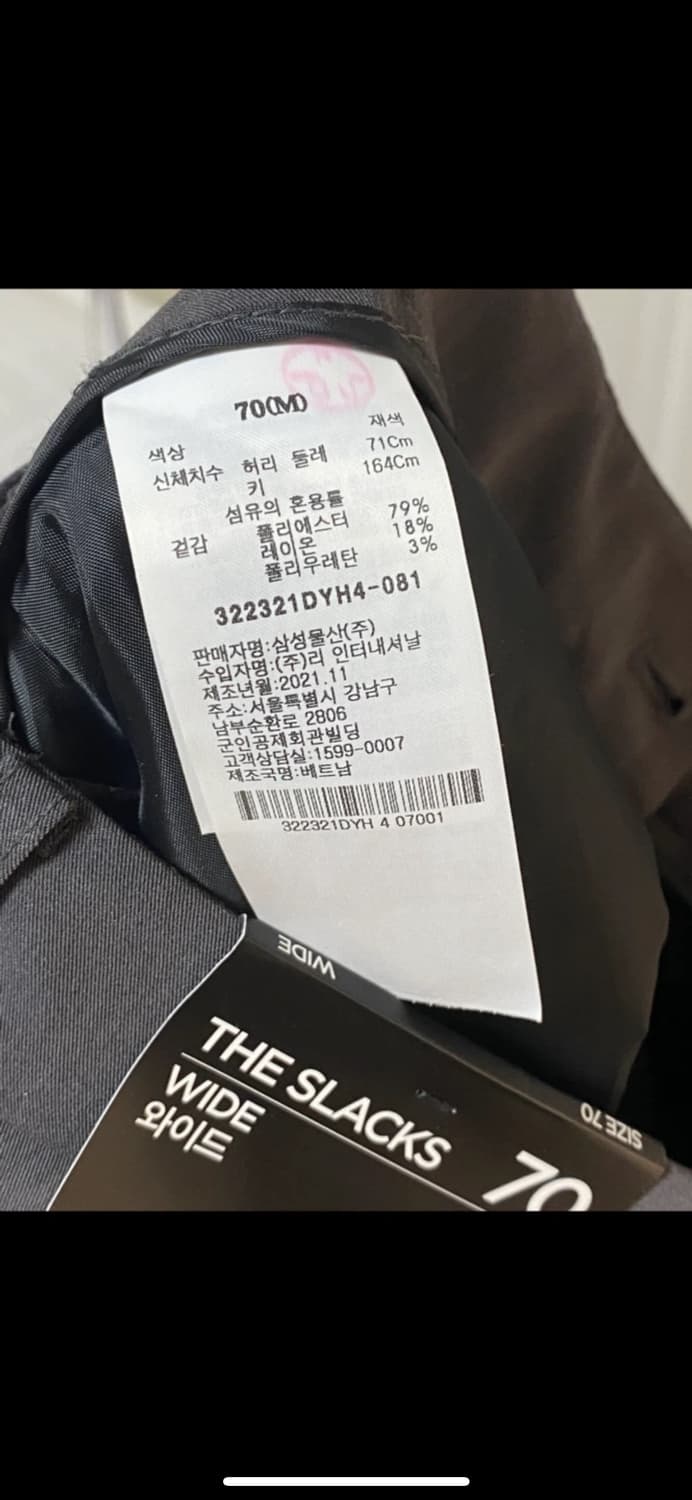 70(M)
색상 재색
신체치수 허리 둘레 71Cm
키 164Cm
섬유의 혼용률
겉감 폴리에스터 79%
레이온 18%
폴리우레탄 3%
322321DYH4-081
판매자명:삼성물산(주)
수입자명:(주)리 인터내셔날
제조년월:2021.11
주소:서울특별시 강남구
남부순환로 2806
군인공제회관빌딩
고객상담실:1599-0007
제조국명:베트남
322321DYH 4 07001
WIDE
THE SLACKS
WIDE
와이드
70
SIZE 70